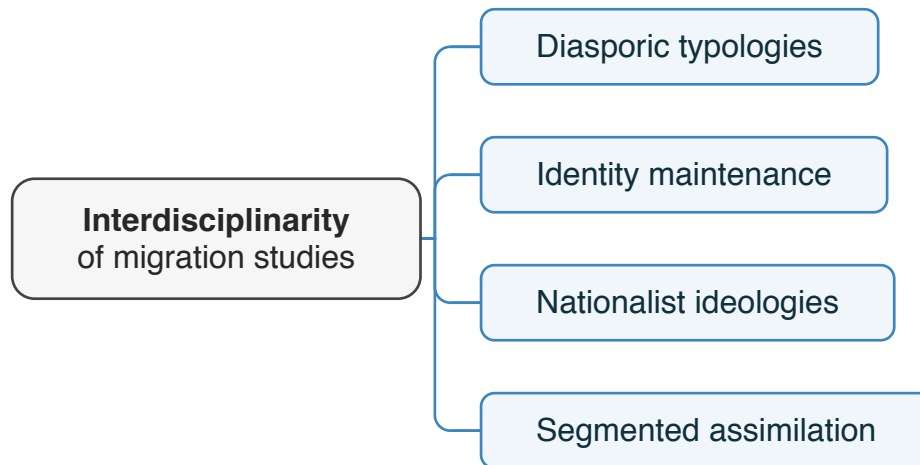 Interdisciplinarity
of migration studies
Diasporic typologies
Identity maintenance
Nationalist ideologies
Segmented assimilation